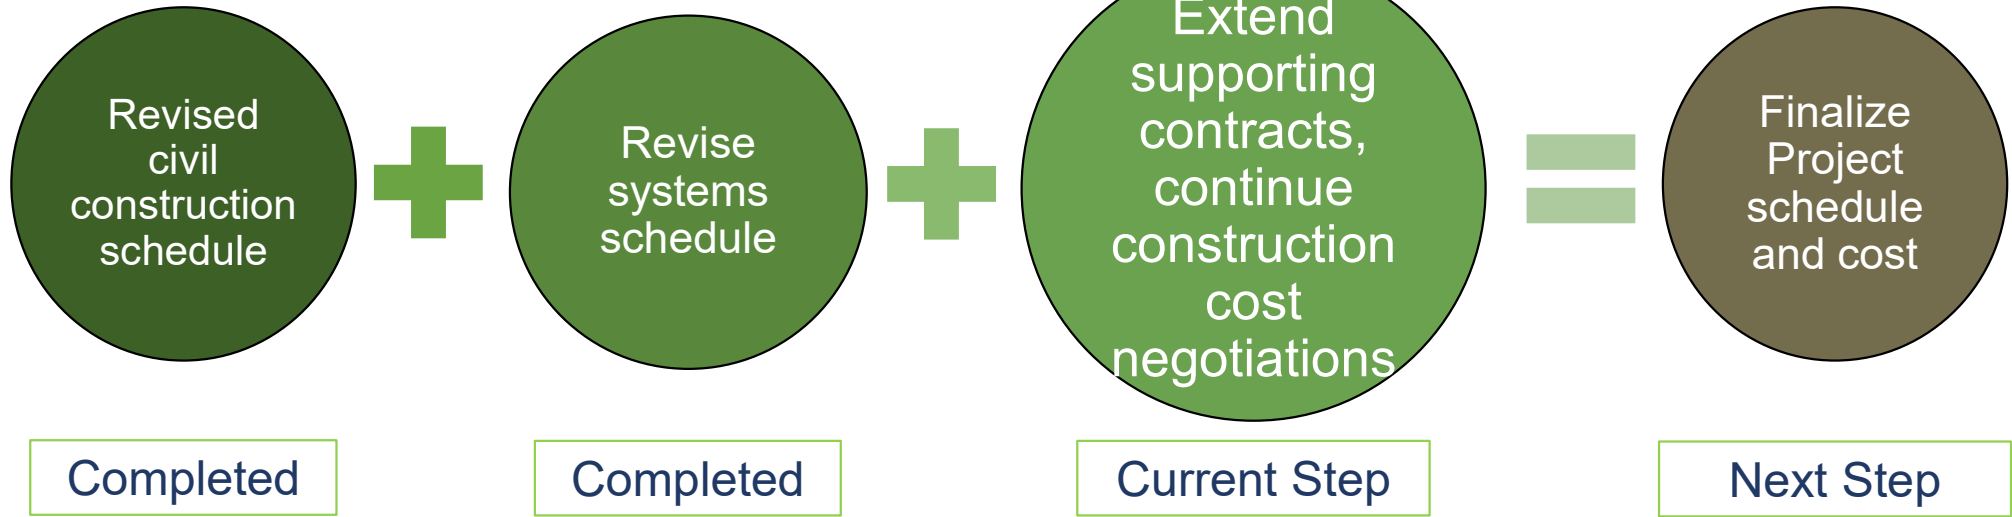 Revised
civil
construction
schedule
Revise
systems
schedule
Extend
supporting
contracts,
continue
construction
cost
negotiations
Finalize
Project
schedule
and cost
Completed
Completed
Current Step
Next Step